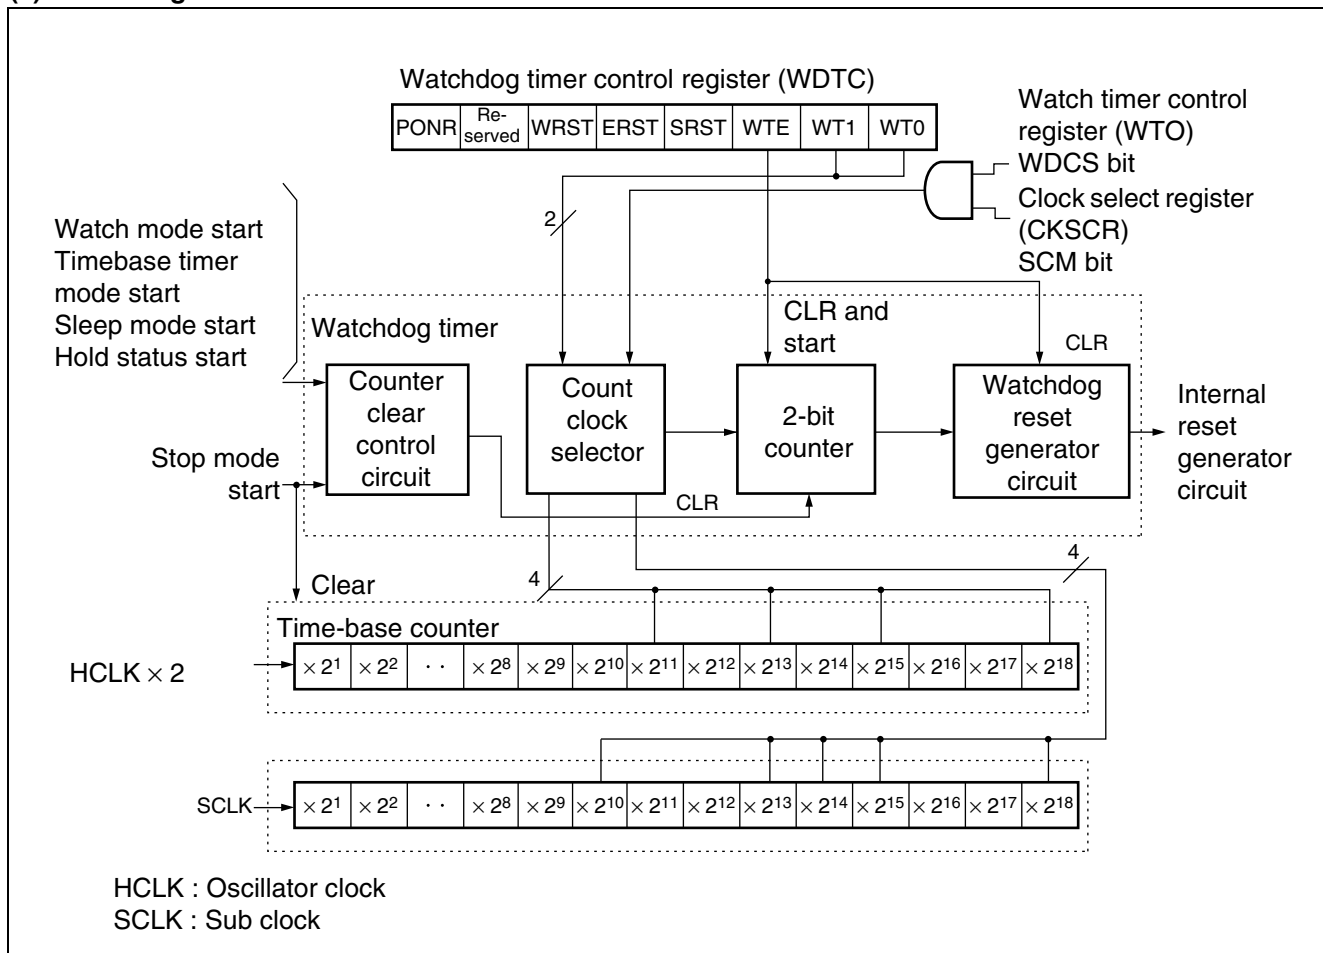 Watchdog timer control register (WDTC)
PONR Re-served WRST ERST SRST WTE WT1 WT0
Watch timer control
register (WTO)
WDCS bit
Clock select register
(CKSCR)
SCM bit
2
Watch mode start
Timebase timer
mode start
Sleep mode start
Hold status start
Watchdog timer
CLR and
start
CLR
Counter
clear
control
circuit
Count
clock
selector
2-bit
counter
Watchdog
reset
generator
circuit
Internal
reset
generator
circuit
Stop mode
start
CLR
4
4
Clear
Time-base counter
HCLK × 2
× 2¹ × 2² ·· × 2⁸ × 2⁹ × 2¹⁰ × 2¹¹ × 2¹² × 2¹³ × 2¹⁴ × 2¹⁵ × 2¹⁶ × 2¹⁷ × 2¹⁸
SCLK
× 2¹ × 2² ·· × 2⁸ × 2⁹ × 2¹⁰ × 2¹¹ × 2¹² × 2¹³ × 2¹⁴ × 2¹⁵ × 2¹⁶ × 2¹⁷ × 2¹⁸
HCLK : Oscillator clock
SCLK : Sub clock